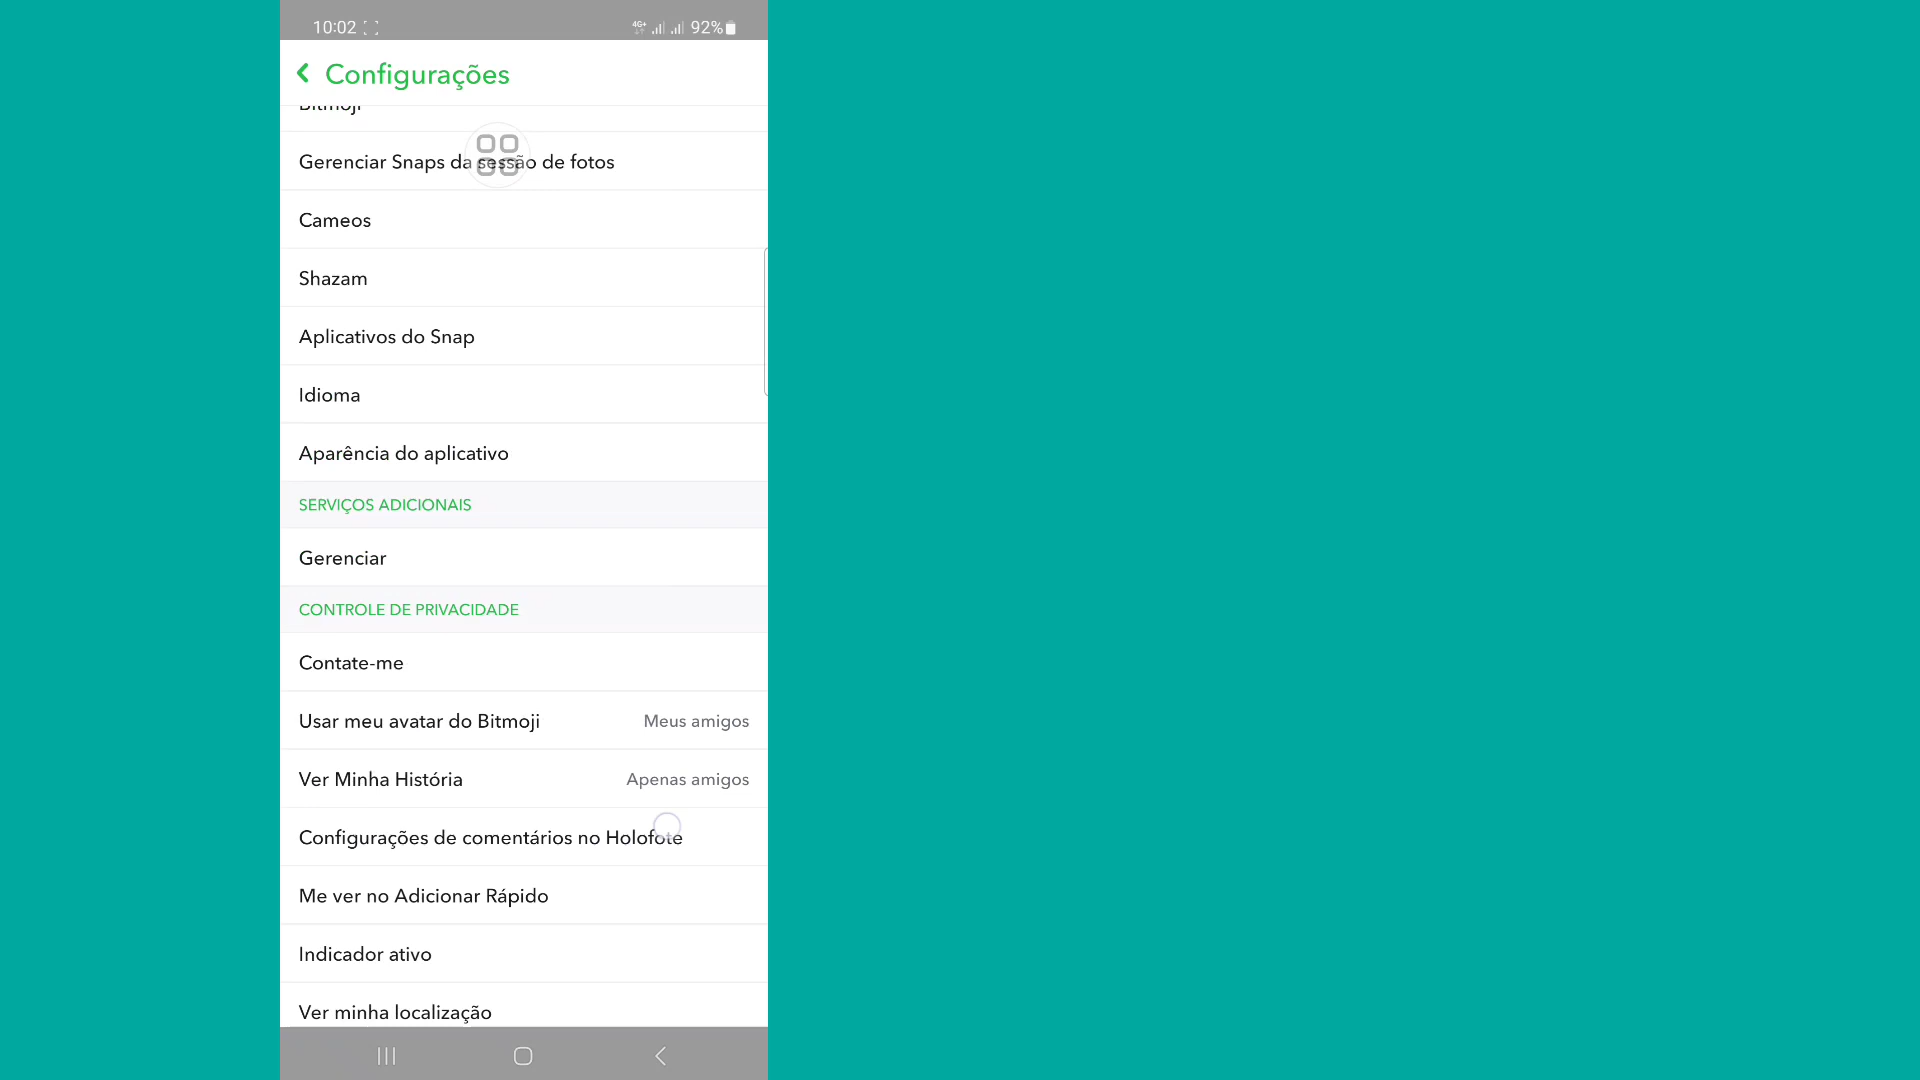 10:02 4G+ 92%
Configurações
Bitmoji
Gerenciar Snaps da sessão de fotos
Cameos
Shazam
Aplicativos do Snap
Idioma
Aparência do aplicativo
SERVIÇOS ADICIONAIS
Gerenciar
CONTROLE DE PRIVACIDADE
Contate-me
Usar meu avatar do Bitmoji Meus amigos
Ver Minha História Apenas amigos
Configurações de comentários no Holofote
Me ver no Adicionar Rápido
Indicador ativo
Ver minha localização